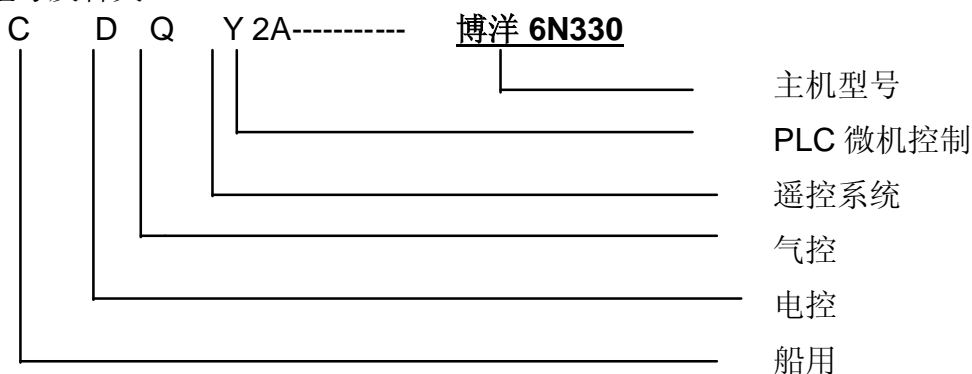 C D Q Y 2A----------- 博洋 6N330
主机型号
PLC 微机控制
遥控系统
气控
电控
船用